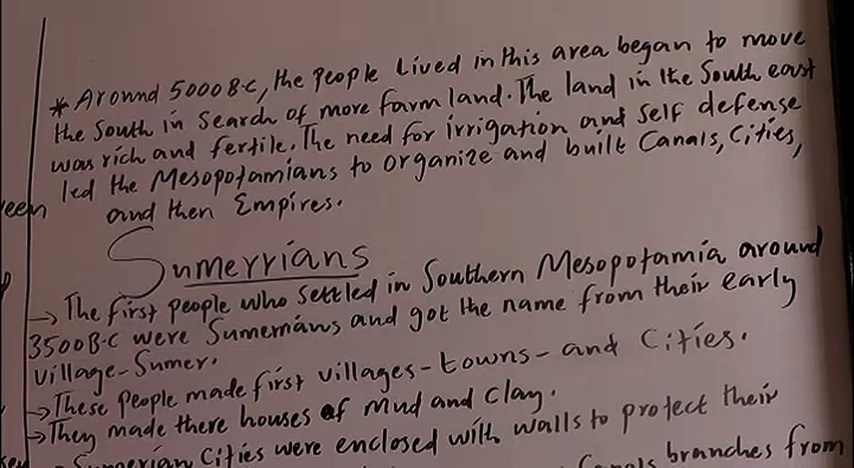 * Around 5000 B.C, the people Lived in this area began to move
the South in search of more farm land. The land in the South east
was rich and fertile. The need for irrigation and self defense
led the Mesopotamians to organize and built Canals, Cities,
and then Empires.
Sumerrians
→ The first people who settled in Southern Mesopotamia around
3500 B.C were Sumerians and got the name from their early
village - Sumer.
→ These people made first villages - towns - and Cities.
→ They made there houses of Mud and Clay.
Sumerian Cities were enclosed with walls to protect their
Canals branches from